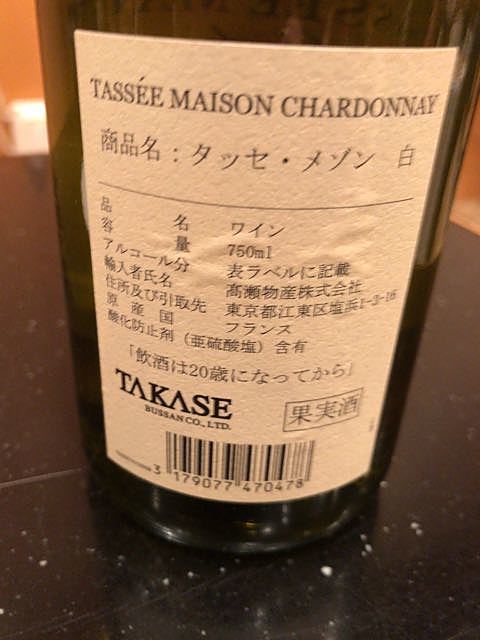 TASSÉE MAISON CHARDONNAY
商品名：タッセ・メゾン 白
品名 ワイン
容量 750ml
アルコール分 表ラベルに記載
輸入者氏名 髙瀬物産株式会社
住所及び引取先 東京都江東区塩浜1-3-16
原産国 フランス
酸化防止剤（亜硫酸塩）含有
「飲酒は20歳になってから」
TAKASE
BUSSAN CO., LTD.
果実酒
3 179077 470478